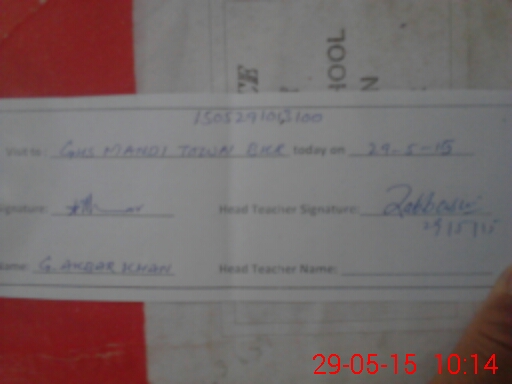 HOOL
N
Visit to : GHS MANDI TOWN BKR today on 29-5-15
Signature: Head Teacher Signature:
29/5/15
Name: G. AKBAR KHAN Head Teacher Name:
29-05-15 10:14